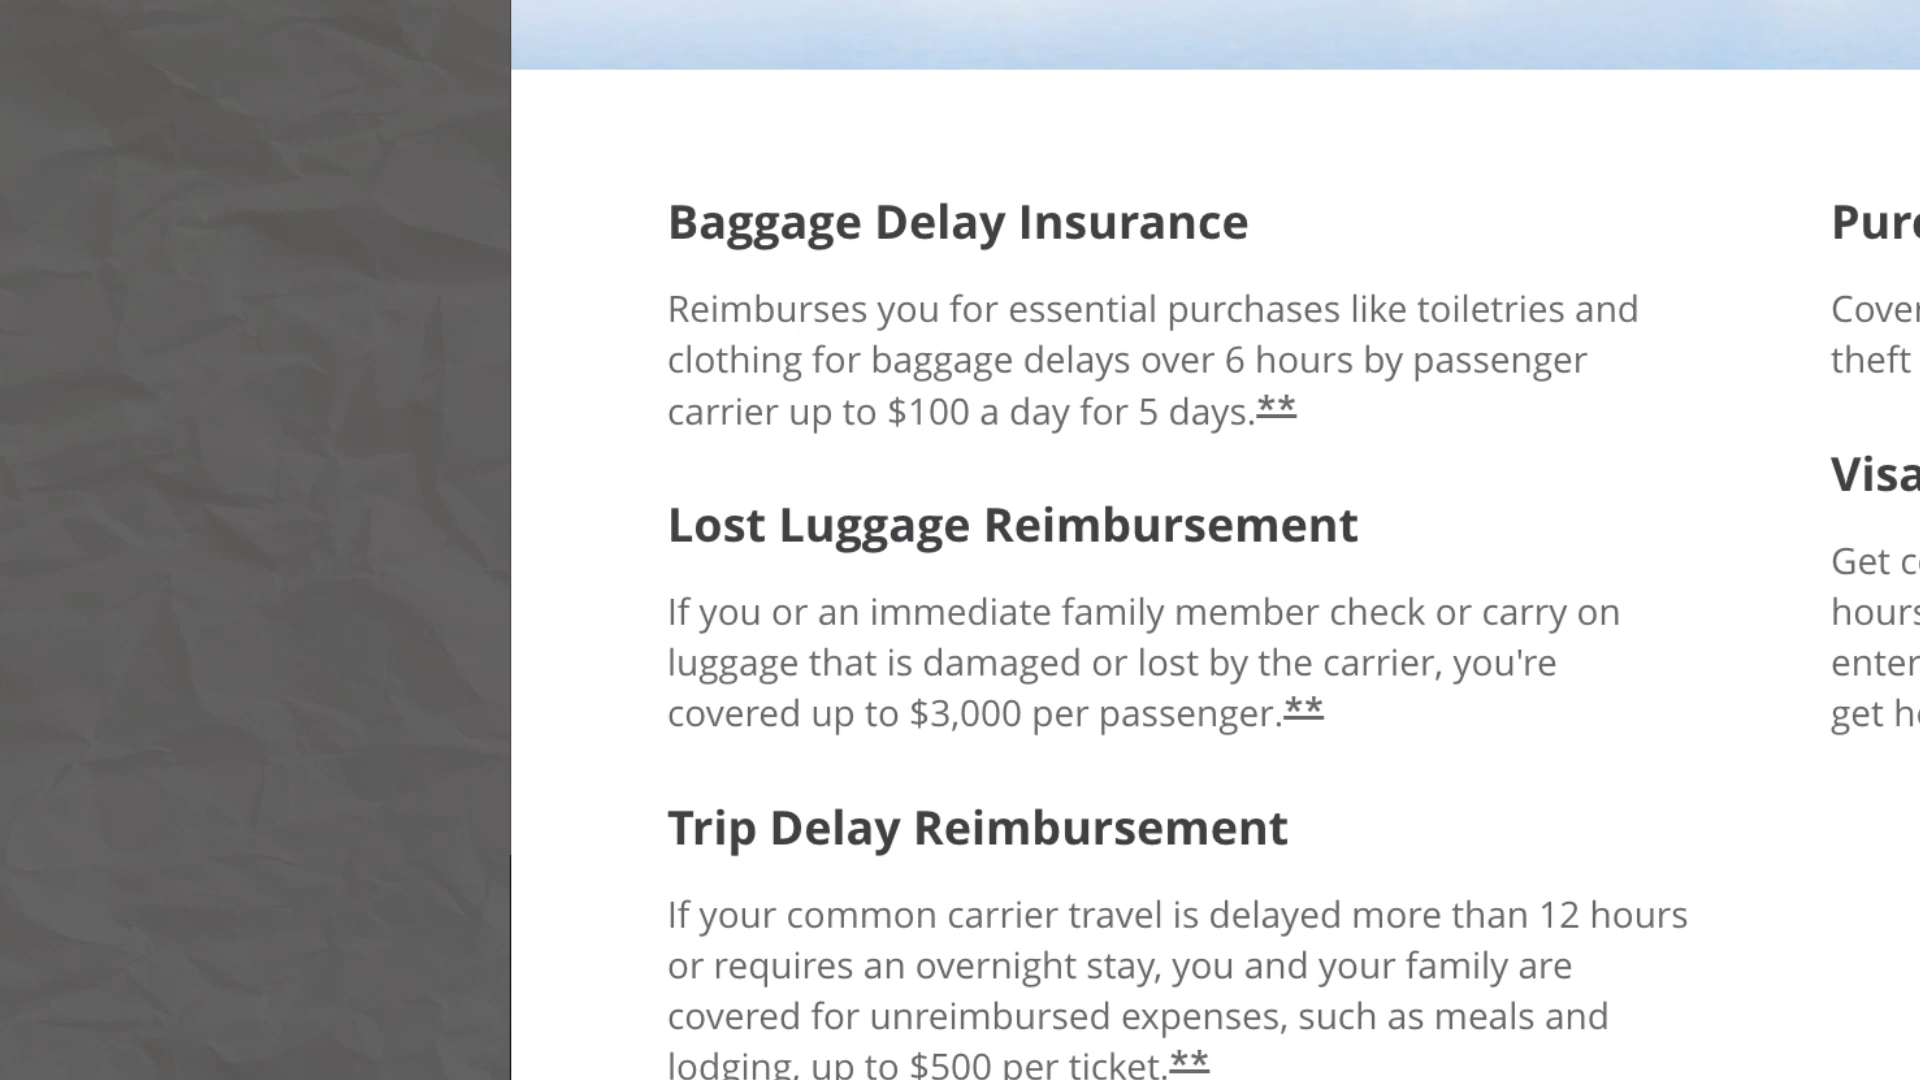 Baggage Delay Insurance
Reimburses you for essential purchases like toiletries and
clothing for baggage delays over 6 hours by passenger
carrier up to $100 a day for 5 days.**
Lost Luggage Reimbursement
If you or an immediate family member check or carry on
luggage that is damaged or lost by the carrier, you're
covered up to $3,000 per passenger.**
Trip Delay Reimbursement
If your common carrier travel is delayed more than 12 hours
or requires an overnight stay, you and your family are
covered for unreimbursed expenses, such as meals and
lodging, up to $500 per ticket.**
theft
Visa
Get
get